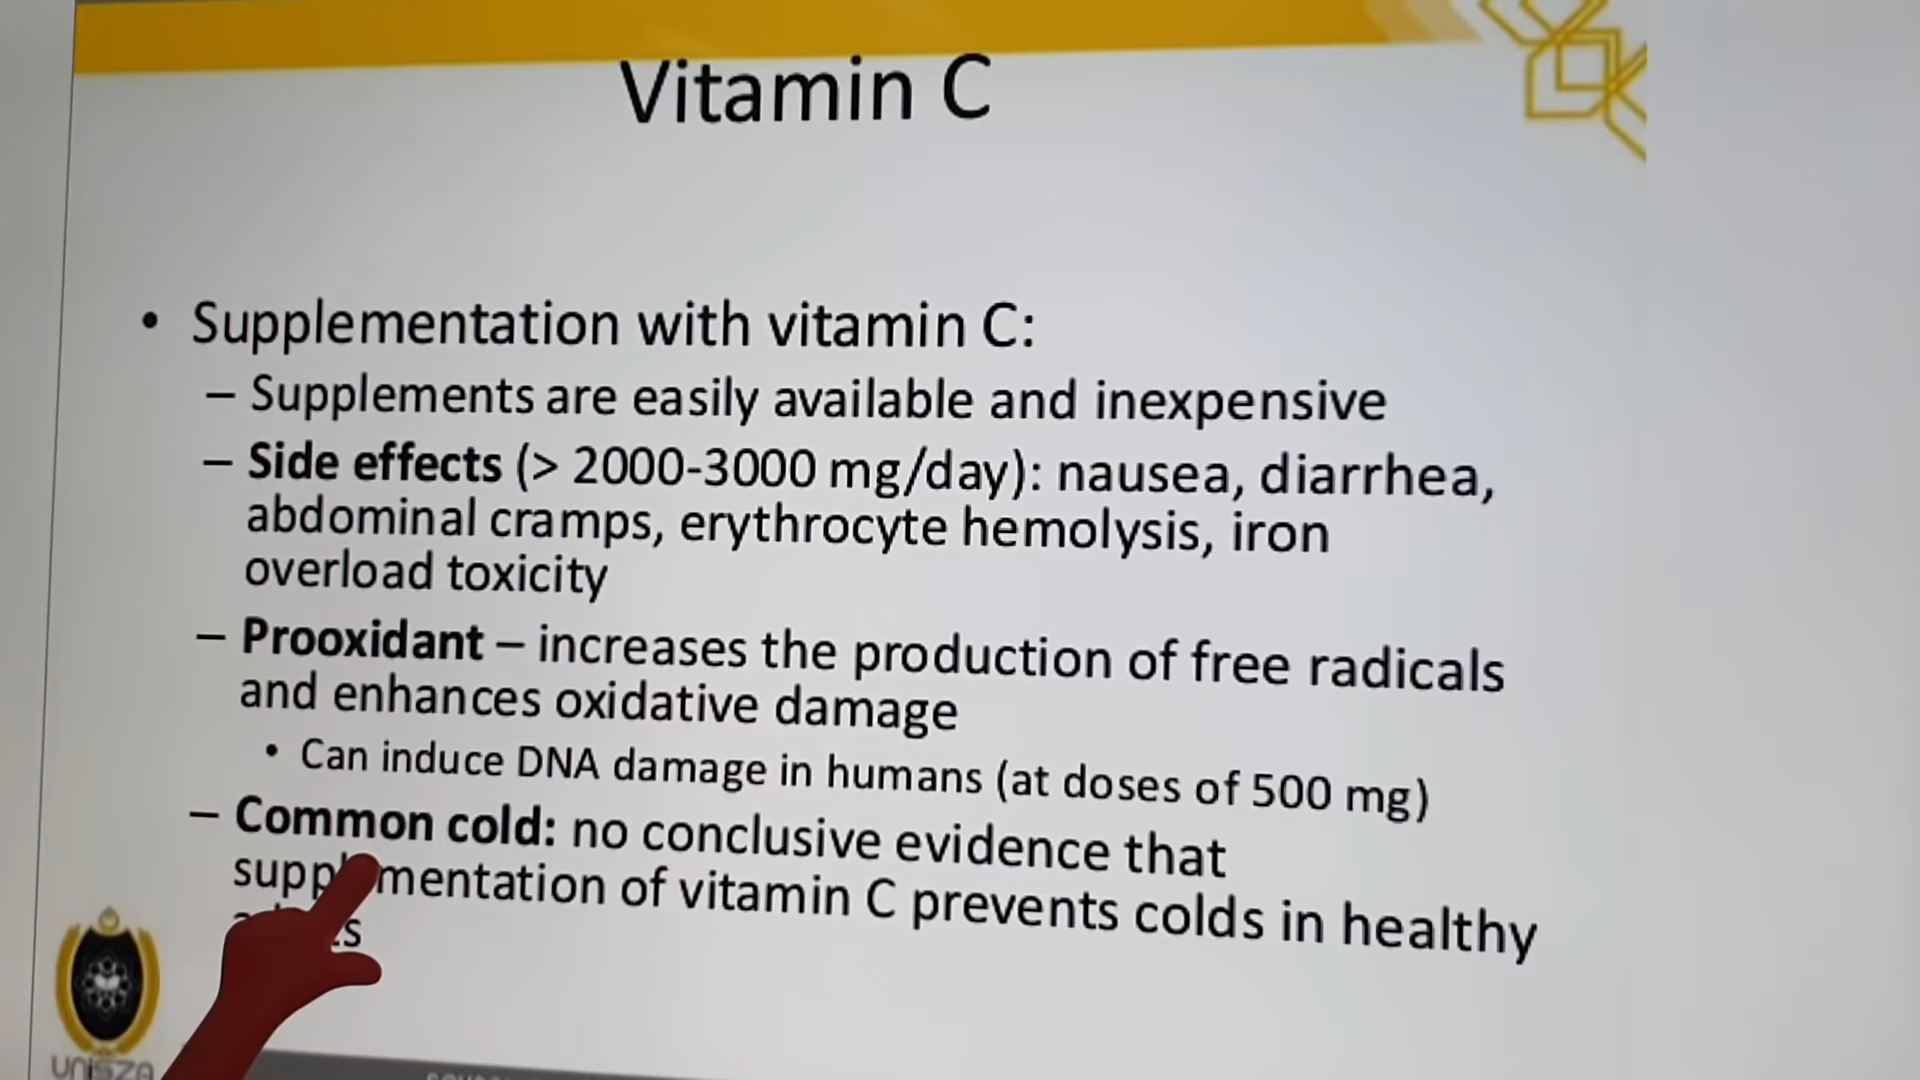 Vitamin C
• Supplementation with vitamin C:
– Supplements are easily available and inexpensive
– Side effects (> 2000-3000 mg/day): nausea, diarrhea,
abdominal cramps, erythrocyte hemolysis, iron
overload toxicity
– Prooxidant – increases the production of free radicals
and enhances oxidative damage
• Can induce DNA damage in humans (at doses of 500 mg)
– Common cold: no conclusive evidence that
of vitamin C prevents colds in healthy
UniSZA